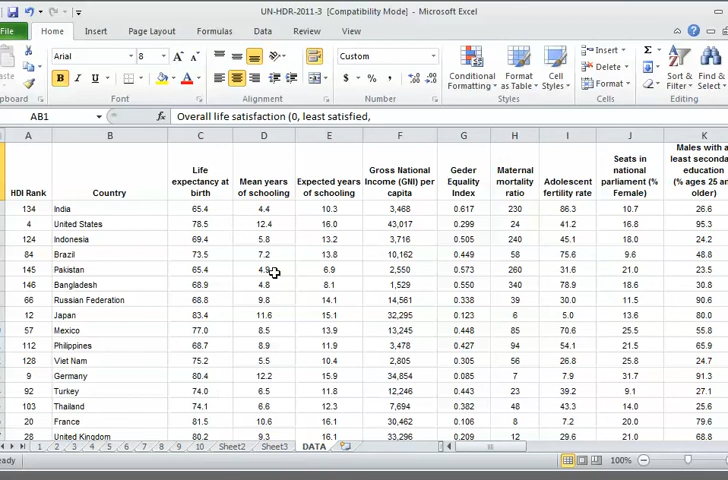 UN-HDR-2011-3 [Compatibility Mode] - Microsoft Excel
File Home Insert Page Layout Formulas Data Review View
Arial 8 A A Custom Insert Σ
B I U $ % , Conditional Formatting Format as Table Cell Styles Delete Format Sort & Filter Find & Select
Clipboard Font Alignment Number Styles Cells Editing
AB1 fx Overall life satisfaction (0, least satisfied,
A B C D E F G H I J K
HDI Rank Country Life expectancy at birth Mean years of schooling Expected years of schooling Gross National Income (GNI) per capita Geder Equality Index Maternal mortality ratio Adolescent fertility rate Seats in national parliament (% Female) Males with a least seconda education (% ages 25 an older)
134 India 65.4 4.4 10.3 3,468 0.617 230 86.3 10.7 26.6
4 United States 78.5 12.4 16.0 43,017 0.299 24 41.2 16.8 95.3
124 Indonesia 69.4 5.8 13.2 3,716 0.505 240 45.1 18.0 24.2
84 Brazil 73.5 7.2 13.8 10,162 0.449 58 75.6 9.6 48.8
145 Pakistan 65.4 4.9 6.9 2,550 0.573 260 31.6 21.0 23.5
146 Bangladesh 68.9 4.8 8.1 1,529 0.550 340 78.9 18.6 30.8
66 Russian Federation 68.8 9.8 14.1 14,561 0.338 39 30.0 11.5 90.6
12 Japan 83.4 11.6 15.1 32,295 0.123 6 5.0 13.6 80.0
57 Mexico 77.0 8.5 13.9 13,245 0.448 85 70.6 25.5 55.8
112 Philippines 68.7 8.9 11.9 3,478 0.427 94 54.1 21.5 65.9
128 Viet Nam 75.2 5.5 10.4 2,805 0.305 56 26.8 25.8 24.7
9 Germany 80.4 12.2 15.9 34,854 0.085 7 7.9 31.7 91.3
92 Turkey 74.0 6.5 11.8 12,246 0.443 23 39.2 9.1 27.1
103 Thailand 74.1 6.6 12.3 7,694 0.382 48 43.3 14.0 25.6
20 France 81.5 10.6 16.1 30,462 0.106 8 7.2 20.0 79.6
28 United Kingdom 80.2 9.3 16.1 33,296 0.209 12 29.6 21.0 68.8
1 2 3 4 5 6 7 8 9 10 Sheet2 Sheet3 DATA
eady 100%